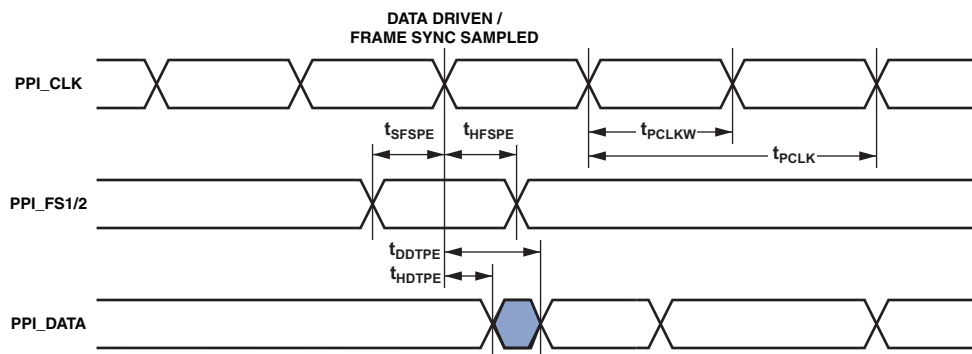 DATA DRIVEN /
FRAME SYNC SAMPLED
PPI_CLK
tSFSPE
tHFSPE
tPCLKW
tPCLK
PPI_FS1/2
tDDTPE
tHDTPE
PPI_DATA